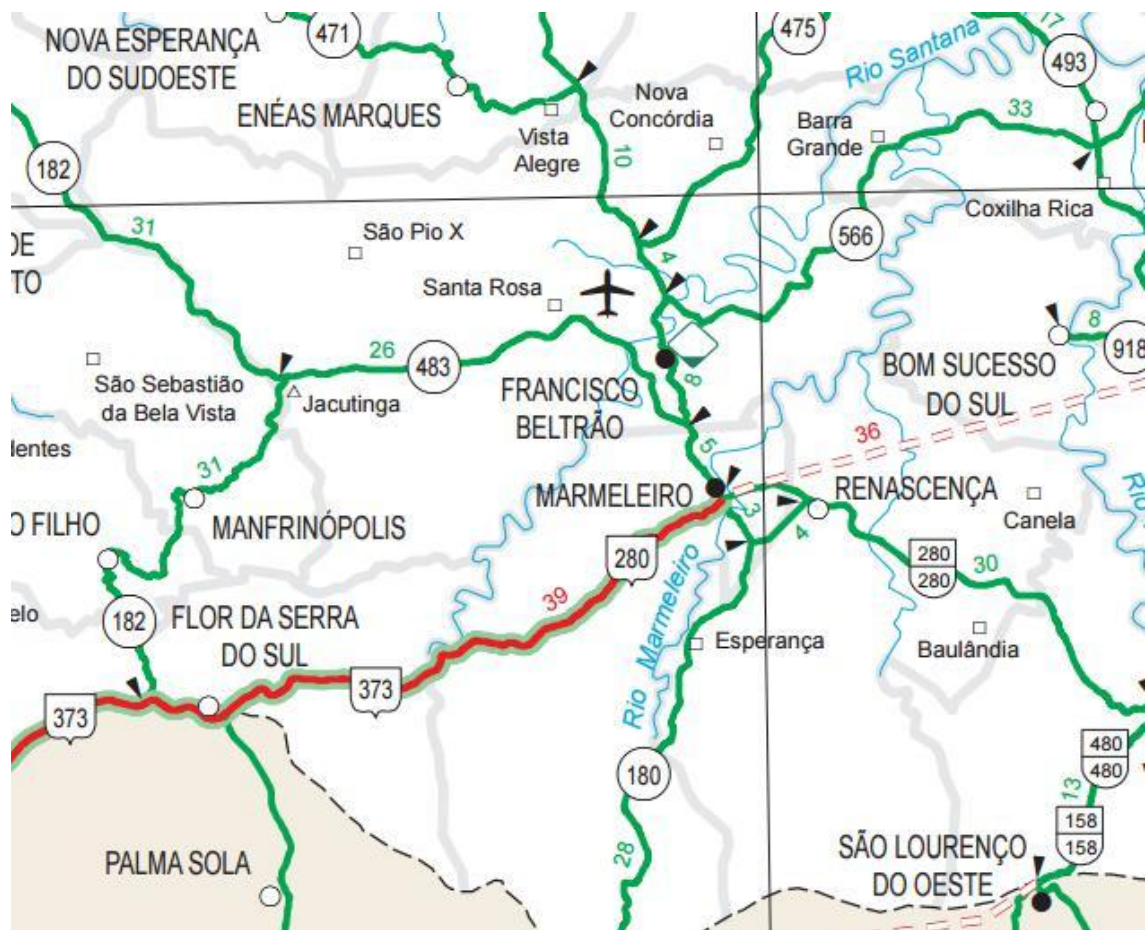 471
475
17
493
NOVA ESPERANÇA
DO SUDOESTE
Rio Santana
ENÉAS MARQUES
Nova
Concórdia
33
Vista
Alegre
Barra
Grande
10
182
Coxilha Rica
31
São Pio X
566
DE
TO
4
Santa Rosa
26
483
8
918
São Sebastião
da Bela Vista
Jacutinga
FRANCISCO
BELTRÃO
8
BOM SUCESSO
DO SUL
dentes
31
5
36
MARMELEIRO
RENASCENÇA
Canela
O FILHO
MANFRINÓPOLIS
3
4
280
280
280
30
elo
182
39
FLOR DA SERRA
DO SUL
Rio Marmeleiro
Esperança
Baulândia
Rio
373
373
480
480
180
13
158
158
28
PALMA SOLA
SÃO LOURENÇO
DO OESTE